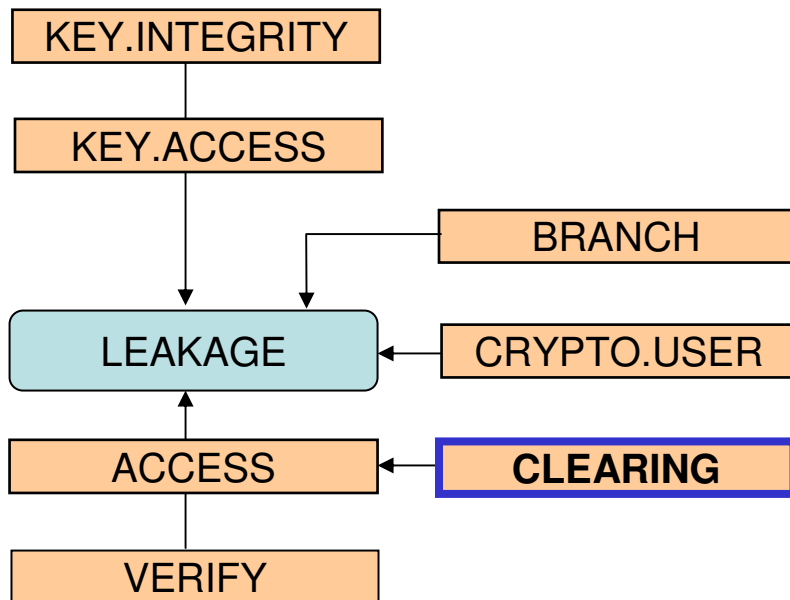 KEY.INTEGRITY
KEY.ACCESS
BRANCH
LEAKAGE
CRYPTO.USER
ACCESS
CLEARING
VERIFY